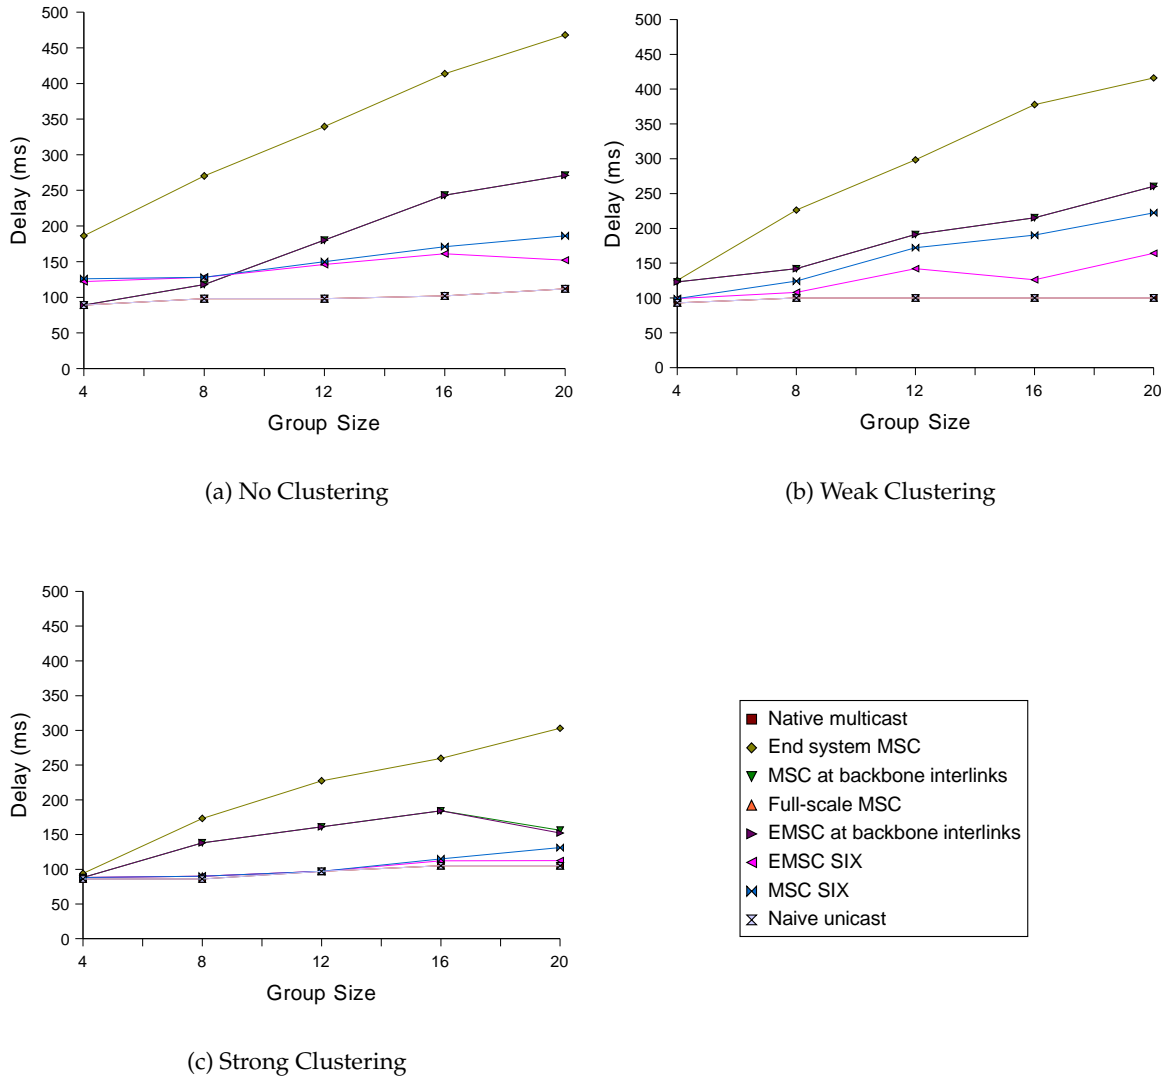 500
450
400
350
300
250
200
150
100
50
0
Delay (ms)
4 8 12 16 20
Group Size
(a) No Clustering
500
450
400
350
300
250
200
150
100
50
0
Delay (ms)
4 8 12 16 20
Group Size
(b) Weak Clustering
500
450
400
350
300
250
200
150
100
50
0
Delay (ms)
4 8 12 16 20
Group Size
(c) Strong Clustering
Native multicast
End system MSC
MSC at backbone interlinks
Full-scale MSC
EMSC at backbone interlinks
EMSC SIX
MSC SIX
Naive unicast